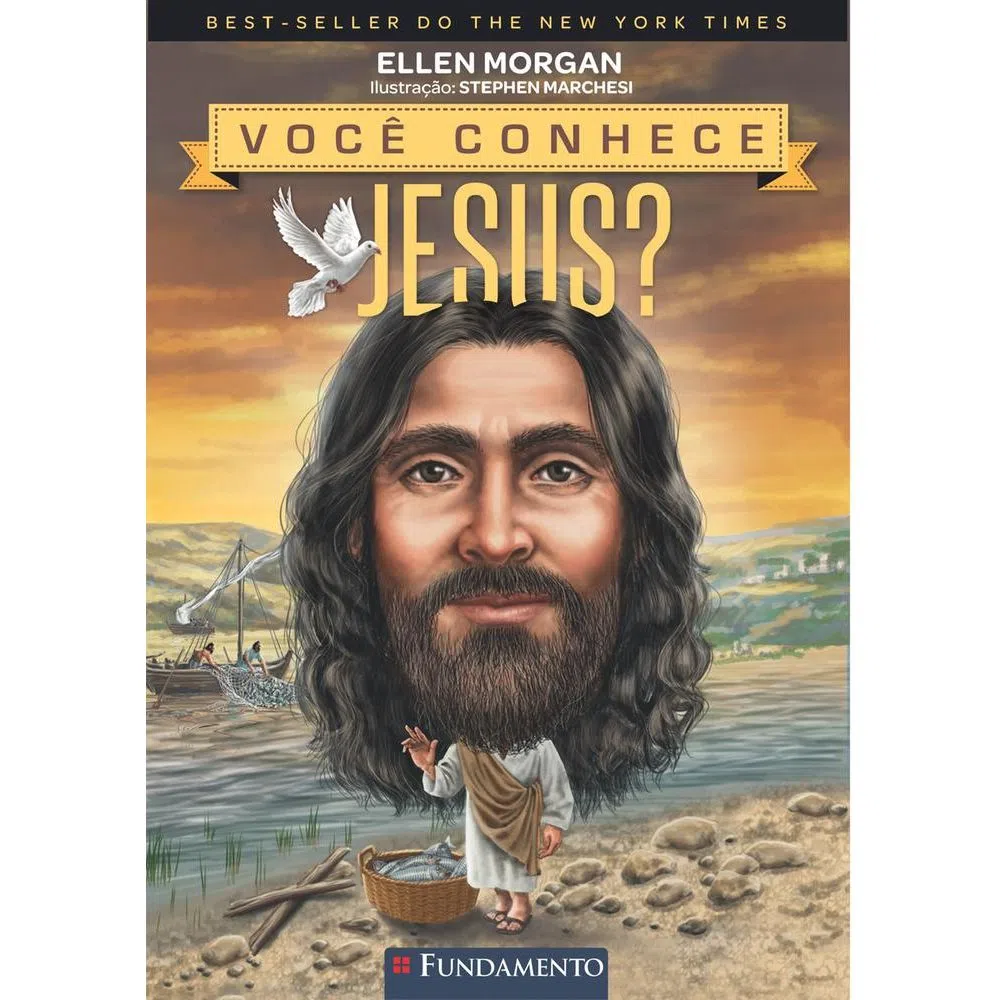 BEST-SELLER DO THE NEW YORK TIMES
ELLEN MORGAN
Ilustração: STEPHEN MARCHESI
VOCÊ CONHECE
JESUS?
FUNDAMENTO